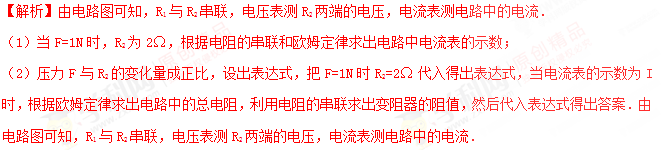 【解析】由电路图可知，R₁与R₂串联，电压表测R₂两端的电压，电流表测电路中的电流．
（1）当F=1N时，R₂为2Ω，根据电阻的串联和欧姆定律求出电路中电流表的示数；
（2）压力F与R₂的变化量成正比，设出表达式，把F=1N时R₂=2Ω代入得出表达式，当电流表的示数为I
时，根据欧姆定律求出电路中的总电阻，利用电阻的串联求出变阻器的阻值，然后代入表达式得出答案．由
电路图可知，R₁与R₂串联，电压表测R₂两端的电压，电流表测电路中的电流．